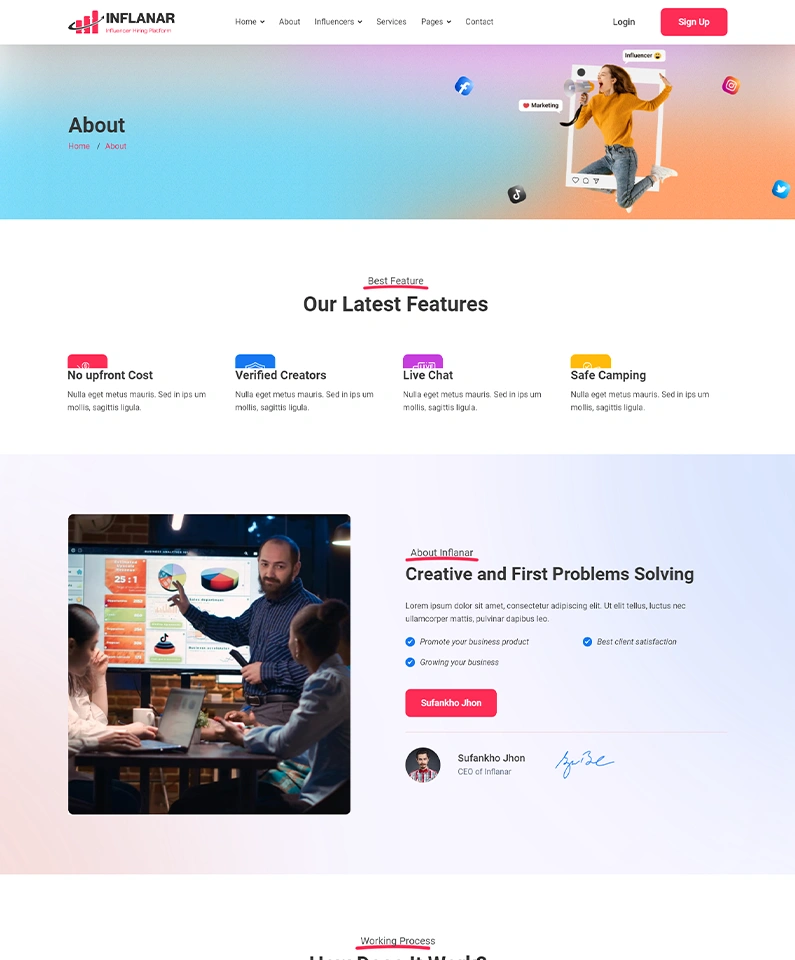 INFLANAR
Influencer Hiring Platform
Home
About
Influencers
Services
Pages
Contact
Login
Sign Up
Influencer
Marketing
About
Home / About
Best Feature
Our Latest Features
No upfront Cost
Nulla eget metus mauris. Sed in ips um
mollis, sagittis ligula.
Verified Creators
Nulla eget metus mauris. Sed in ips um
mollis, sagittis ligula.
Live Chat
Nulla eget metus mauris. Sed in ips um
mollis, sagittis ligula.
Safe Camping
Nulla eget metus mauris. Sed in ips um
mollis, sagittis ligula.
25 : 1
About Inflanar
Creative and First Problems Solving
Lorem ipsum dolor sit amet, consectetur adipiscing elit. Ut elit tellus, luctus nec
ullamcorper mattis, pulvinar dapibus leo.
Promote your business product
Best client satisfaction
Growing your business
Sufankho Jhon
Sufankho Jhon
CEO of Inflanar
Working Process
How Does It Work?